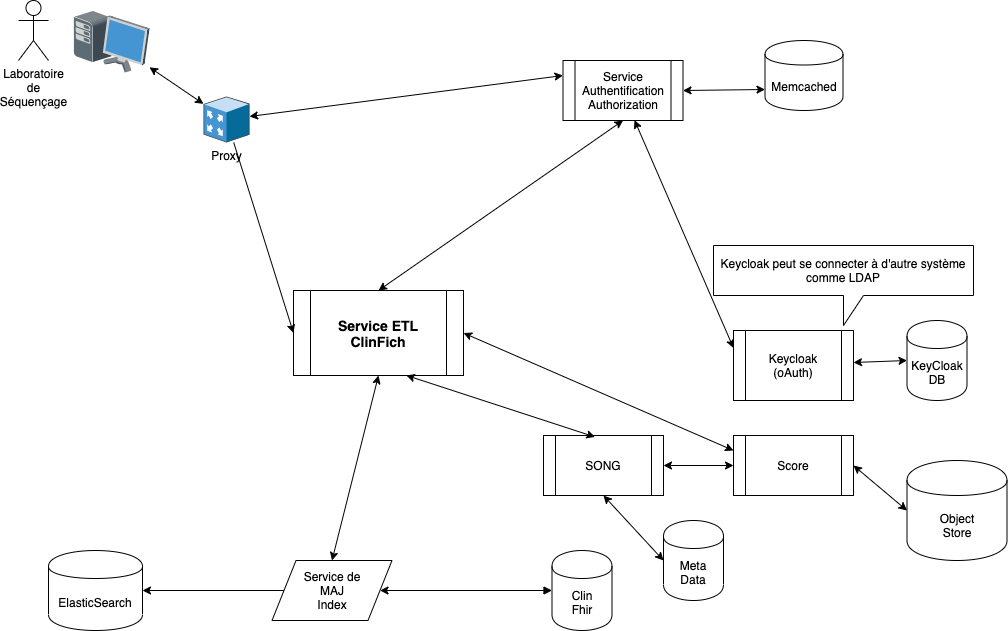 Laboratoire
de
Séquençage
Proxy
Service
Authentification
Authorization
Memcached
Keycloak peut se connecter à d'autre système
comme LDAP
Service ETL
ClinFich
Keycloak
(oAuth)
KeyCloak
DB
SONG
Score
Object
Store
Meta
Data
ElasticSearch
Service de
MAJ
Index
Clin
Fhir